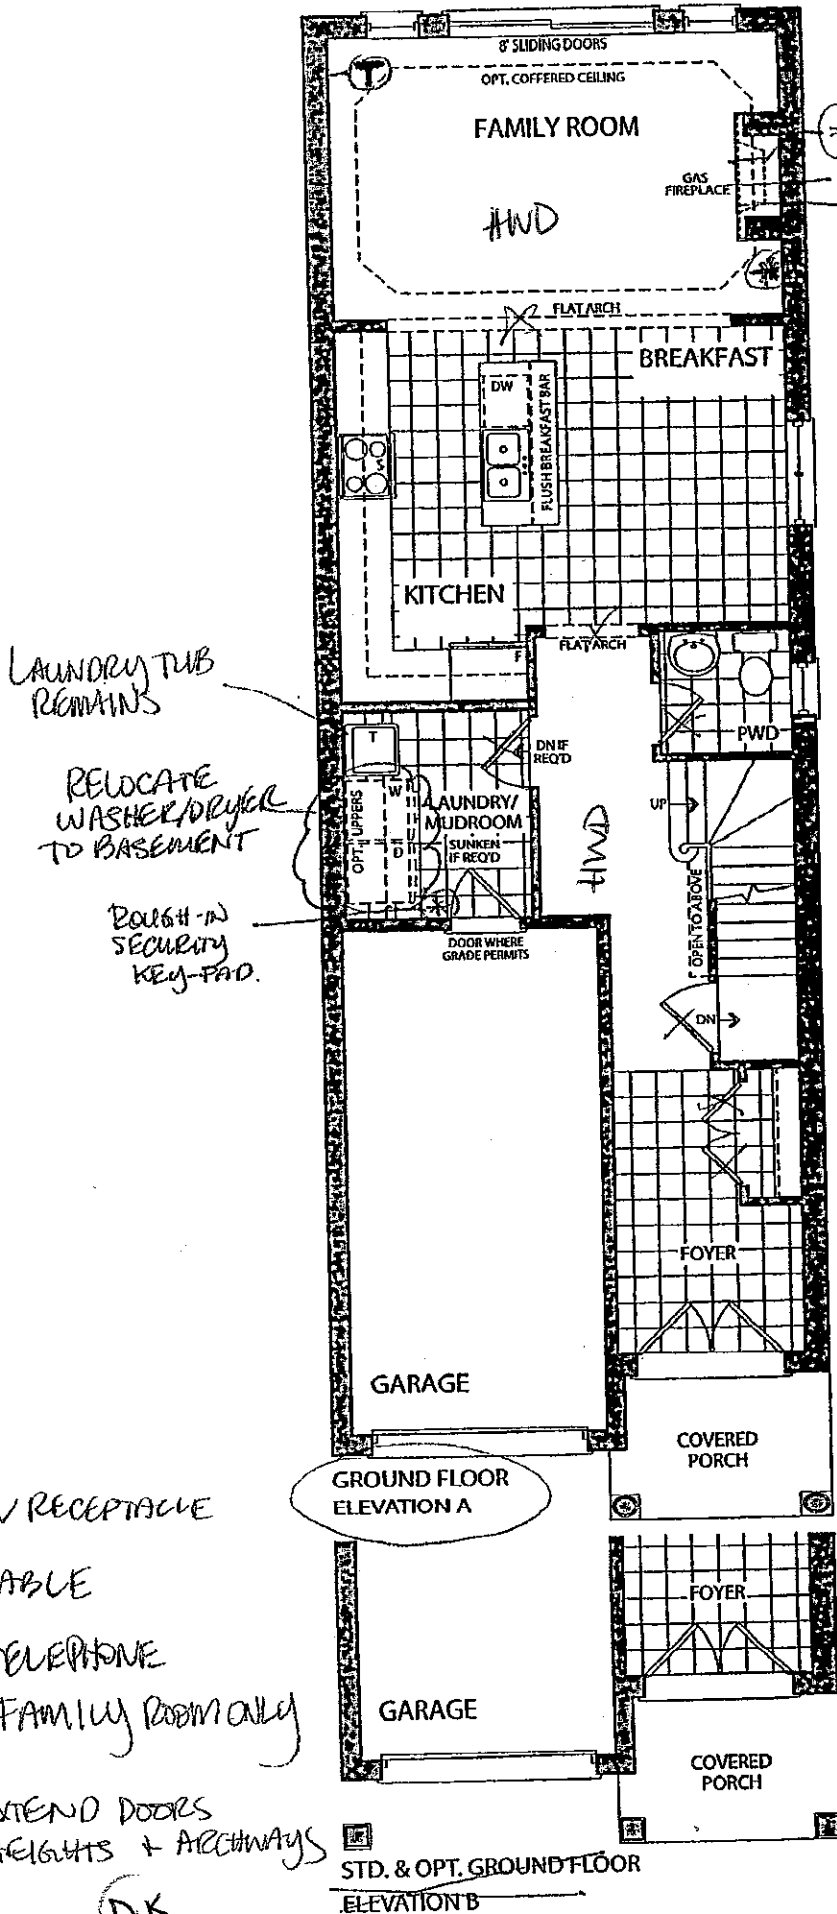 8' SLIDING DOORS
OPT. COFFERED CEILING
FAMILY ROOM
GAS
FIREPLACE
HWD
FLAT ARCH
BREAKFAST
DW
FLUSH BREAKFAST BAR
S
KITCHEN
F
FLAT ARCH
LAUNDRY TUB
REMAINS
T
DN IF
REQ'D
PWD
RELOCATE
WASHER/DRYER
TO BASEMENT
OPT. UPPERS
W
D
LAUNDRY/
MUDROOM
SUNKEN
IF REQ'D
UP
HWD
OPEN TO ABOVE
ROUGH-IN
SECURITY
KEY-PAD.
DOOR WHERE
GRADE PERMITS
DN
FOYER
GARAGE
COVERED
PORCH
GROUND FLOOR
ELEVATION A
RECEPTACLE
ABLE
TELEPHONE
FAMILY ROOM ONLY
FOYER
GARAGE
COVERED
PORCH
XTEND DOORS
HEIGHTS + ARCHWAYS
STD. & OPT. GROUND FLOOR
ELEVATION B
D.K